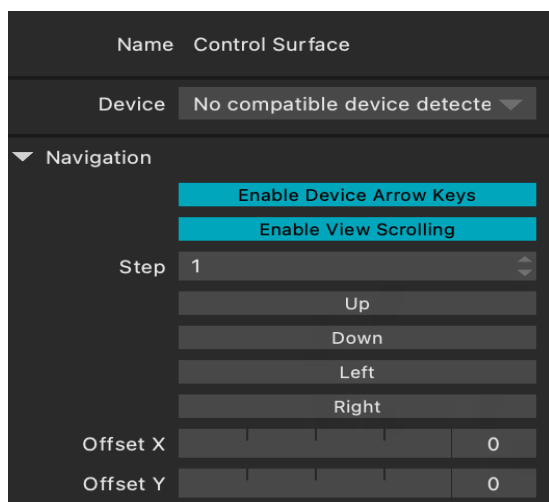 Name Control Surface
Device No compatible device detecte
Navigation
Enable Device Arrow Keys
Enable View Scrolling
Step 1
Up
Down
Left
Right
Offset X 0
Offset Y 0